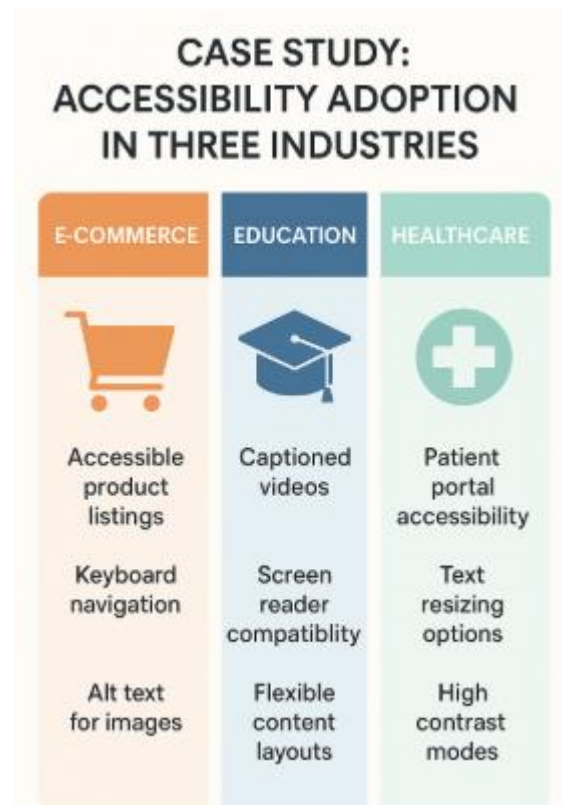 CASE STUDY:
ACCESSIBILITY ADOPTION
IN THREE INDUSTRIES
E-COMMERCE
Accessible
product
listings
Keyboard
navigation
Alt text
for images
EDUCATION
Captioned
videos
Screen
reader
compatiblity
Flexible
content
layouts
HEALTHCARE
Patient
portal
accessibility
Text
resizing
options
High
contrast
modes